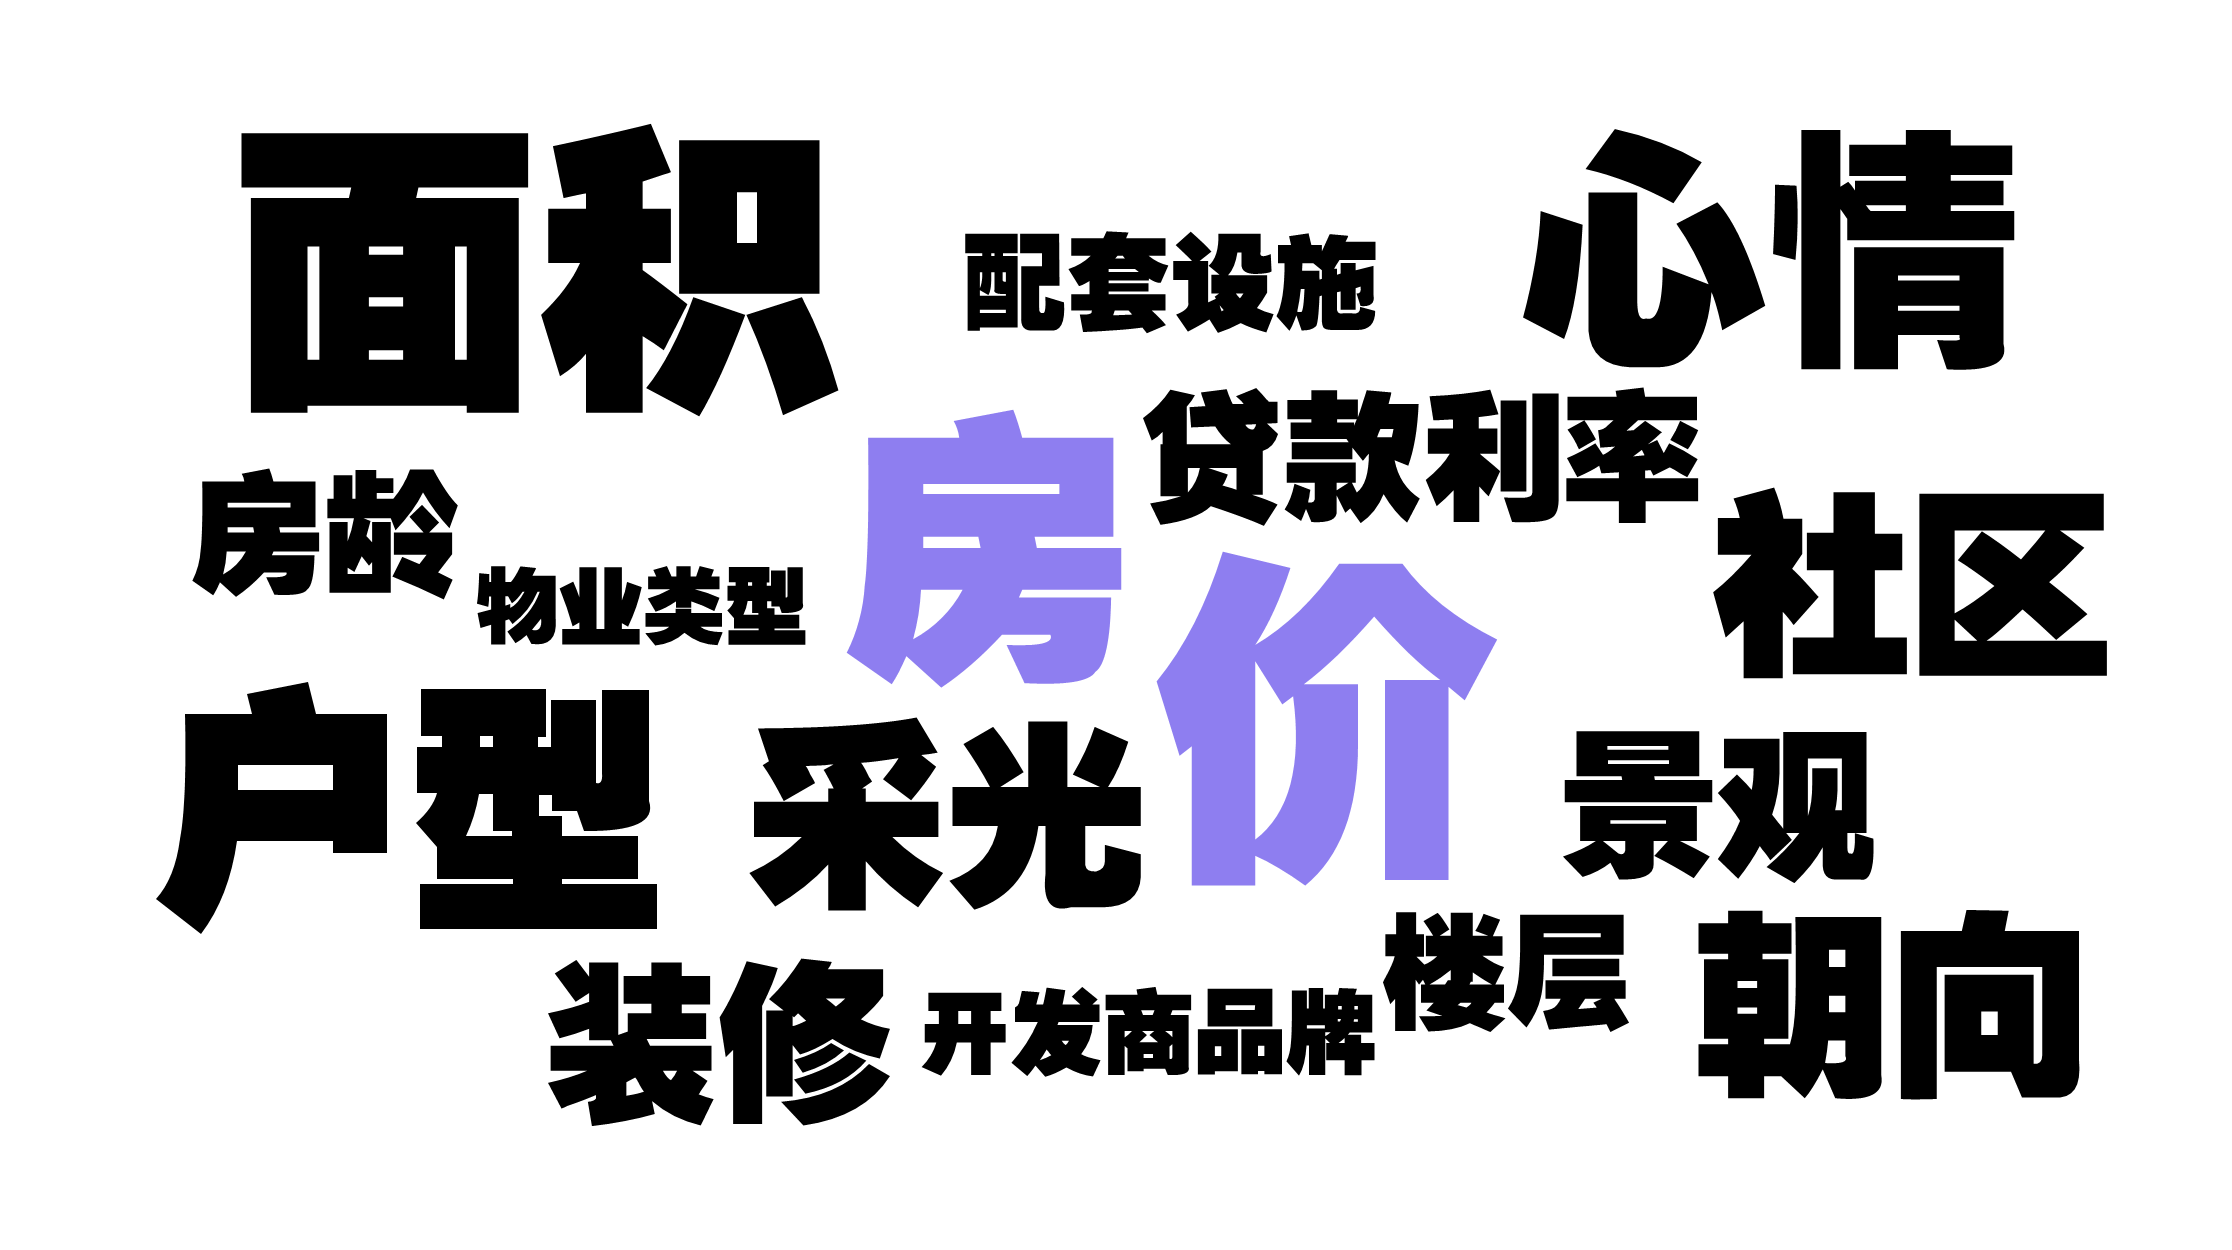 面积
心情
配套设施
贷款利率
房龄
房价
社区
物业类型
户型
采光
景观
楼层
朝向
装修
开发商品牌